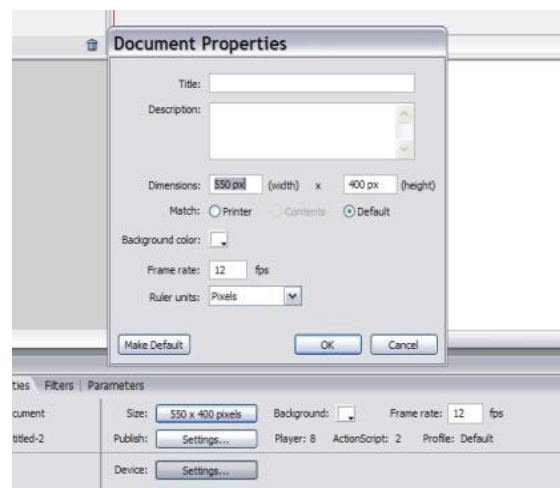 Document Properties
Title:
Description:
Dimensions: 550 px (width) x 400 px (height)
Match: Printer Contents Default
Background color:
Frame rate: 12 fps
Ruler units: Pixels
Make Default OK Cancel
ties Filters Parameters
cument Size: 550 x 400 pixels Background: Frame rate: 12 fps
titled-2 Publish: Settings... Player: 8 ActionScript: 2 Profile: Default
Device: Settings...